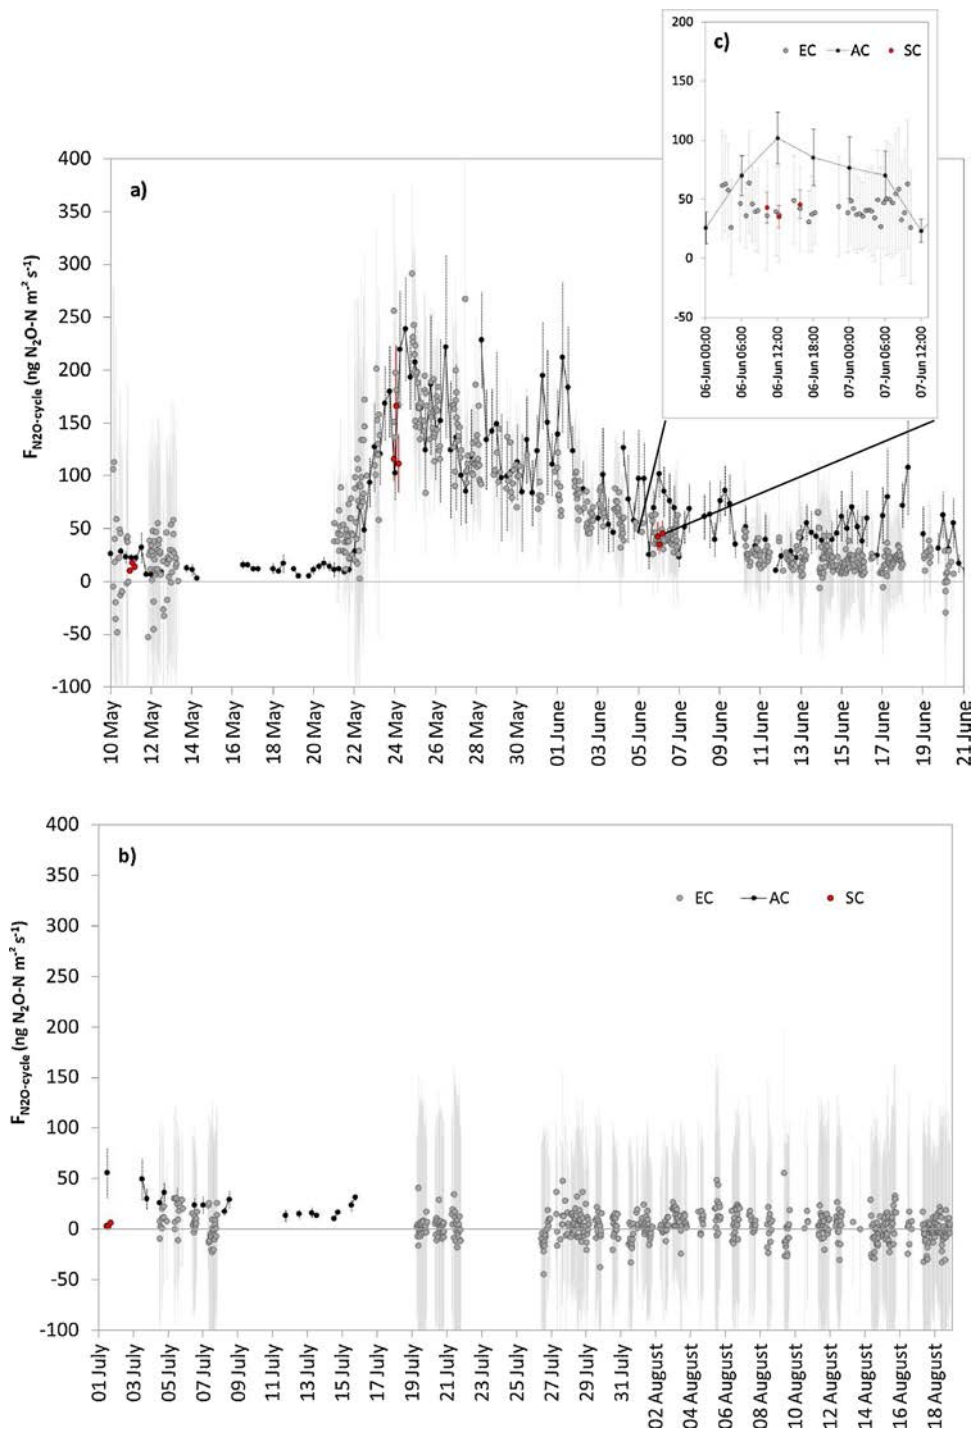 c)
EC AC SC
200
150
100
50
0
-50
06-Jun 00:00
06-Jun 06:00
06-Jun 12:00
06-Jun 18:00
07-Jun 00:00
07-Jun 06:00
07-Jun 12:00
a)
F_N2O-cycle (ng N₂O-N m⁻² s⁻¹)
400
350
300
250
200
150
100
50
0
-50
-100
10 May
12 May
14 May
16 May
18 May
20 May
22 May
24 May
26 May
28 May
30 May
01 June
03 June
05 June
07 June
09 June
11 June
13 June
15 June
17 June
19 June
21 June
b)
EC AC SC
F_N2O-cycle (ng N₂O-N m⁻² s⁻¹)
400
350
300
250
200
150
100
50
0
-50
-100
01 July
03 July
05 July
07 July
09 July
11 July
13 July
15 July
17 July
19 July
21 July
23 July
25 July
27 July
29 July
31 July
02 August
04 August
06 August
08 August
10 August
12 August
14 August
16 August
18 August